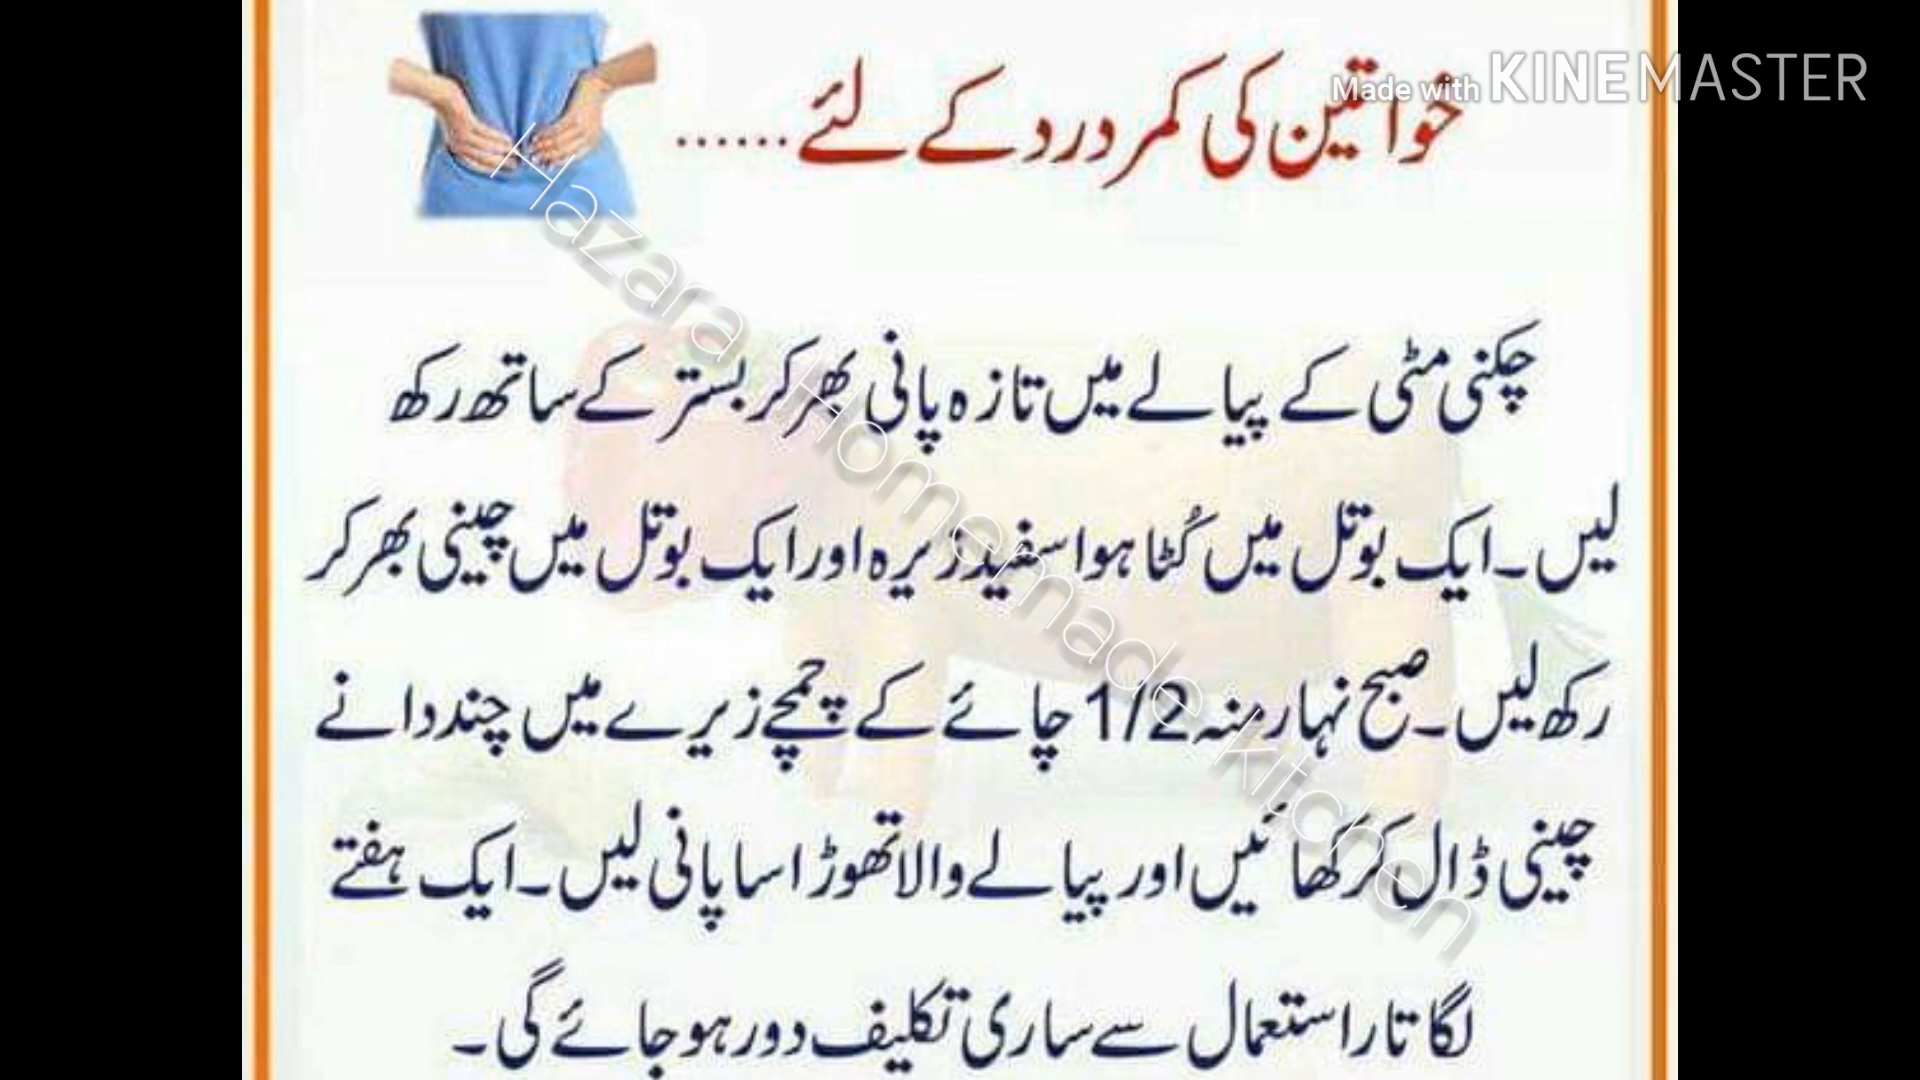 Made with KINEMASTER
خواتین کی کمر درد کے لئے......
چکنی مٹی کے پیالے میں تازہ پانی بھر کر بستر کے ساتھ رکھ
لیں۔ ایک بوتل میں کُٹا ہوا سفید زیرہ اور ایک بوتل میں چینی بھر کر
رکھ لیں۔ صبح نہار منہ 1/2 چائے کے چمچے زیرے میں چند دانے
چینی ڈال کر کھائیں اور پیالے والا تھوڑا سا پانی لیں۔ ایک ہفتے
لگاتار استعمال سے ساری تکلیف دور ہو جائے گی۔
Hazara Homemade kitchen